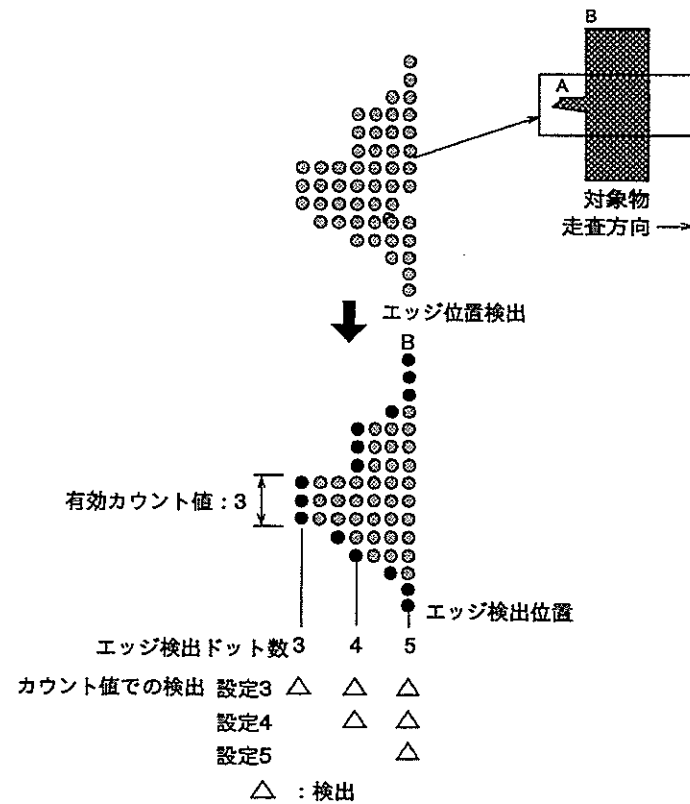 B
A
対象物
走査方向
エッジ位置検出
B
有効カウント値：3
エッジ検出位置
エッジ検出ドット数 3 4 5
カウント値での検出 設定3 △ △ △
設定4 △ △
設定5 △
△ ：検出